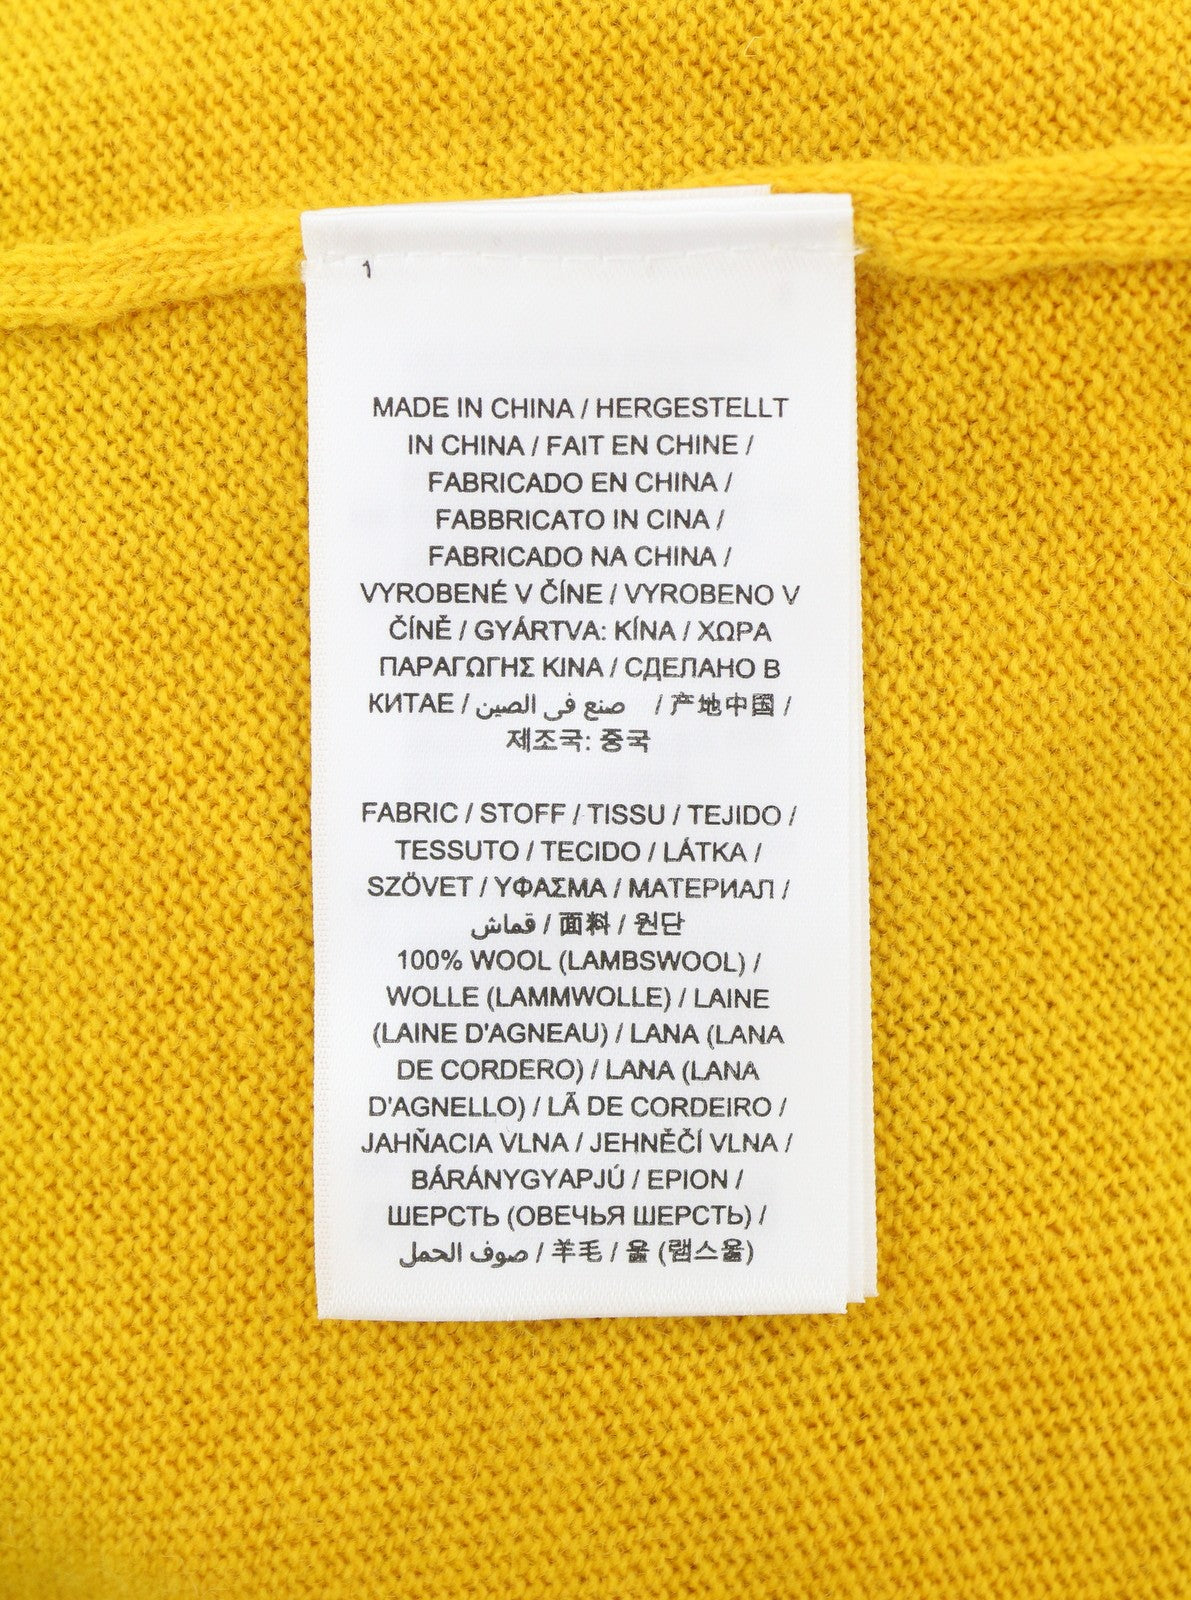 1
MADE IN CHINA / HERGESTELLT
IN CHINA / FAIT EN CHINE /
FABRICADO EN CHINA /
FABBRICATO IN CINA /
FABRICADO NA CHINA /
VYROBENÉ V ČÍNE / VYROBENO V
ČÍNĚ / GYÁRTVA: KÍNA / ΧΩΡΑ
ΠΑΡΑΓΩΓΗΣ ΚΙΝΑ / СДЕЛАНО В
КИТАЕ / صنع في الصين / 产地中国 /
제조국: 중국
FABRIC / STOFF / TISSU / TEJIDO /
TESSUTO / TECIDO / LÁTKA /
SZÖVET / ΥΦΑΣΜΑ / МАТЕРИАЛ /
قماش / 面料 / 원단
100% WOOL (LAMBSWOOL) /
WOLLE (LAMMWOLLE) / LAINE
(LAINE D'AGNEAU) / LANA (LANA
DE CORDERO) / LANA (LANA
D'AGNELLO) / LÃ DE CORDEIRO /
JAHŇACIA VLNA / JEHNĚČÍ VLNA /
BÁRÁNYGYAPJÚ / ΕΡΙΟΝ /
ШЕРСТЬ (ОВЕЧЬЯ ШЕРСТЬ) /
صوف الحمل / 羊毛 / 울 (램스울)